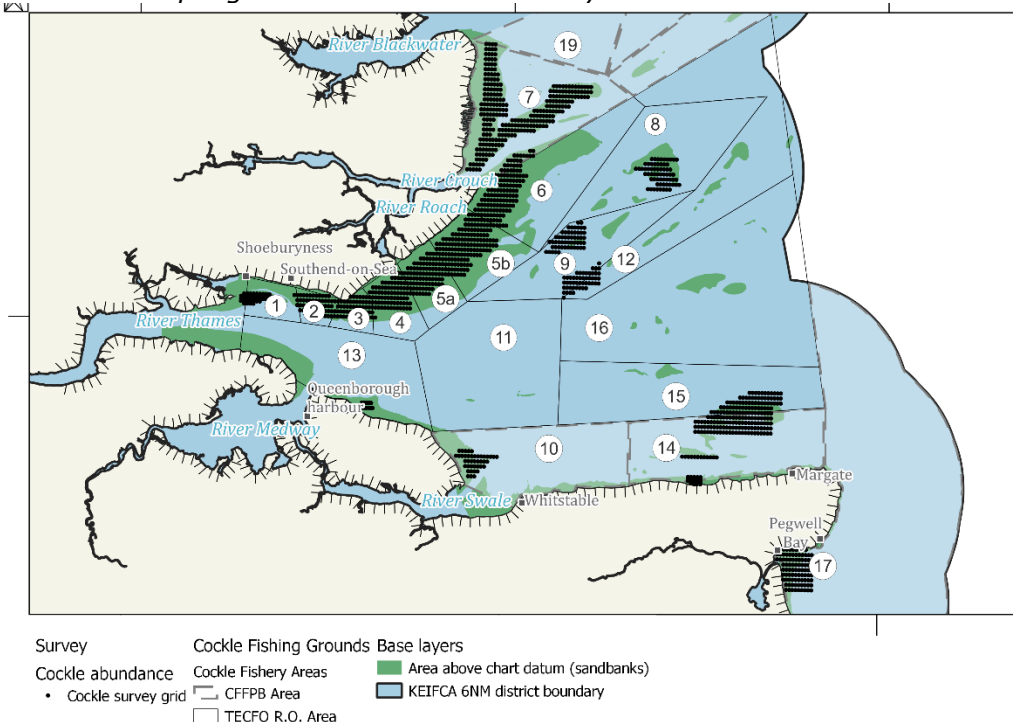 River Blackwater
19
7
8
River Crouch
6
River Roach
Shoeburyness
5b
9
12
Southend-on-Sea
5a
1
2
3
4
River Thames
16
11
13
Queenborough
harbour
15
River Medway
10
14
Margate
River Swale
Whitstable
Pegwell
Bay
17
Survey
Cockle abundance
• Cockle survey grid
Cockle Fishing Grounds
Cockle Fishery Areas
CFFPB Area
TECFO R.O. Area
Base layers
Area above chart datum (sandbanks)
KEIFCA 6NM district boundary